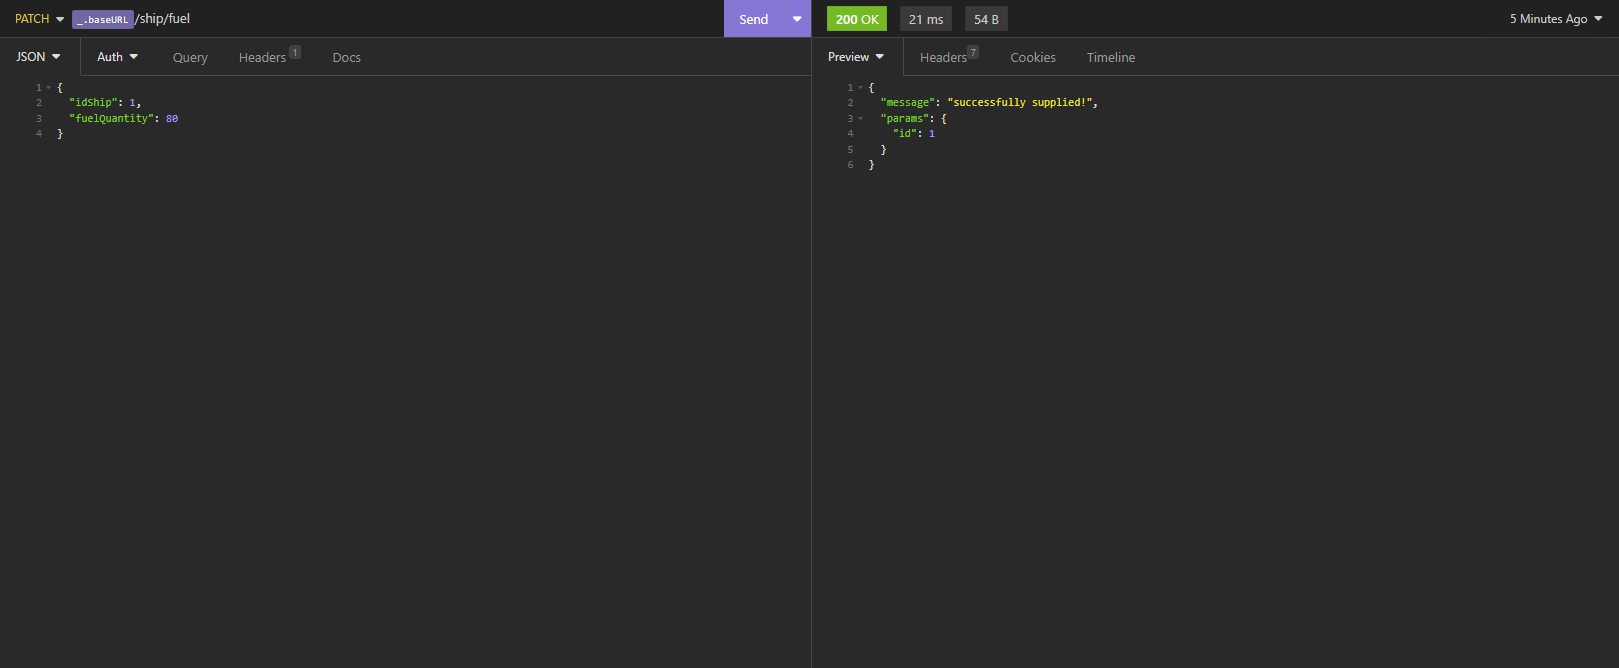 PATCH _.baseURL /ship/fuel Send
200 OK 21 ms 54 B 5 Minutes Ago
JSON Auth Query Headers 1 Docs
Preview Headers 7 Cookies Timeline
1 {
2 "idShip": 1,
3 "fuelQuantity": 80
4 }
1 {
2 "message": "successfully supplied!",
3 "params": {
4 "id": 1
5 }
6 }